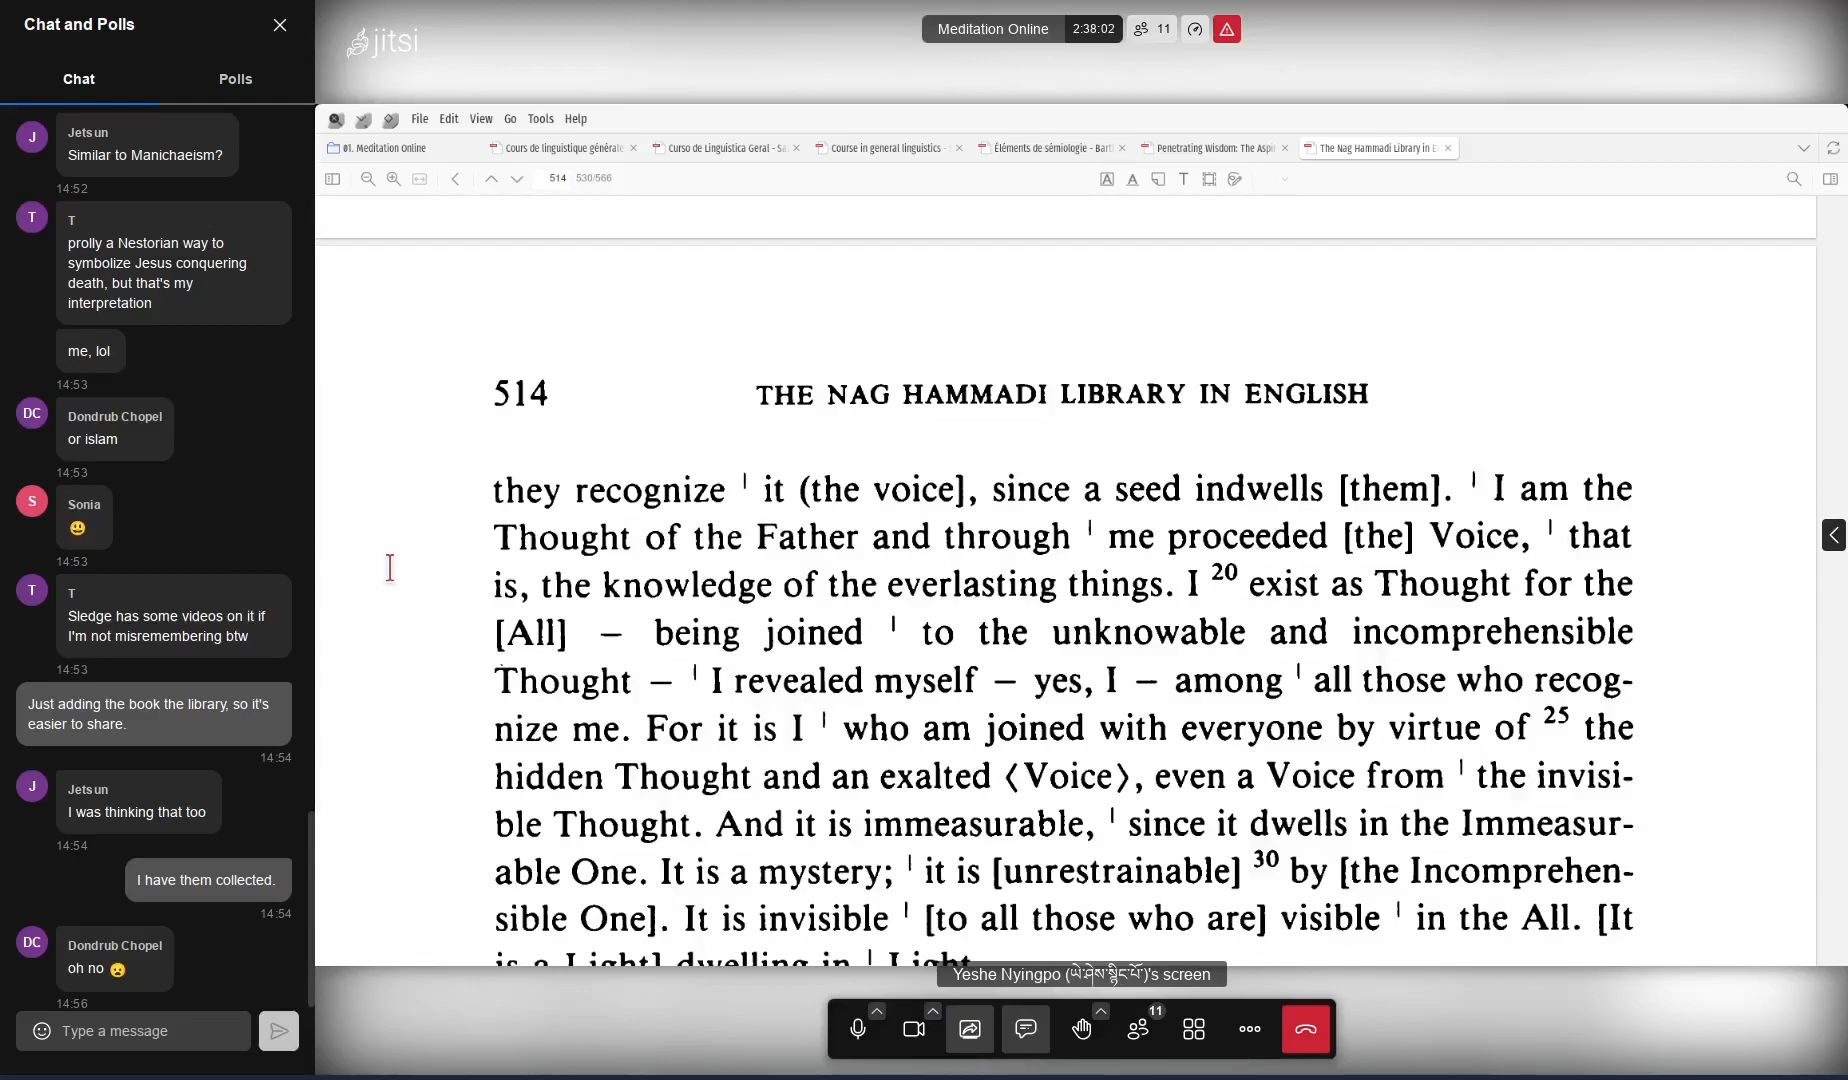 Chat and Polls
Chat
Polls
Jetsun
Similar to Manichaeism?
14:52
T
T
prolly a Nestorian way to
symbolize Jesus conquering
death, but that's my
interpretation
me, lol
14:53
DC
Dondrub Chopel
or islam
14:53
S
Sonia
14:53
T
T
Sledge has some videos on it if
I'm not misremembering btw
14:53
Just adding the book the library, so it's
easier to share.
14:54
J
Jetsun
I was thinking that too
14:54
I have them collected.
14:54
DC
Dondrub Chopel
oh no
14:56
Type a message
jitsi
Meditation Online
2:38:02
11
File Edit View Go Tools Help
01. Meditation Online
Cours de linguistique générale
Curso de Linguística Geral - Sa
Course in general linguistics -
Éléments de sémiologie - Bart
Penetrating Wisdom: The Aspi
The Nag Hammadi Library in E
514 530/566
514 THE NAG HAMMADI LIBRARY IN ENGLISH
they recognize ' it (the voice], since a seed indwells [them]. ' I am the
Thought of the Father and through ' me proceeded [the] Voice, ' that
is, the knowledge of the everlasting things. I 20 exist as Thought for the
[All] – being joined ' to the unknowable and incomprehensible
Thought – ' I revealed myself – yes, I – among ' all those who recog-
nize me. For it is I ' who am joined with everyone by virtue of 25 the
hidden Thought and an exalted ⟨Voice⟩, even a Voice from ' the invisi-
ble Thought. And it is immeasurable, ' since it dwells in the Immeasur-
able One. It is a mystery; ' it is [unrestrainable] 30 by [the Incomprehen-
sible One]. It is invisible ' [to all those who are] visible ' in the All. [It
is a Light] dwelling in ' Light.
Yeshe Nyingpo (ཡེ་ཤེས་སྙིང་པོ་)'s screen
11